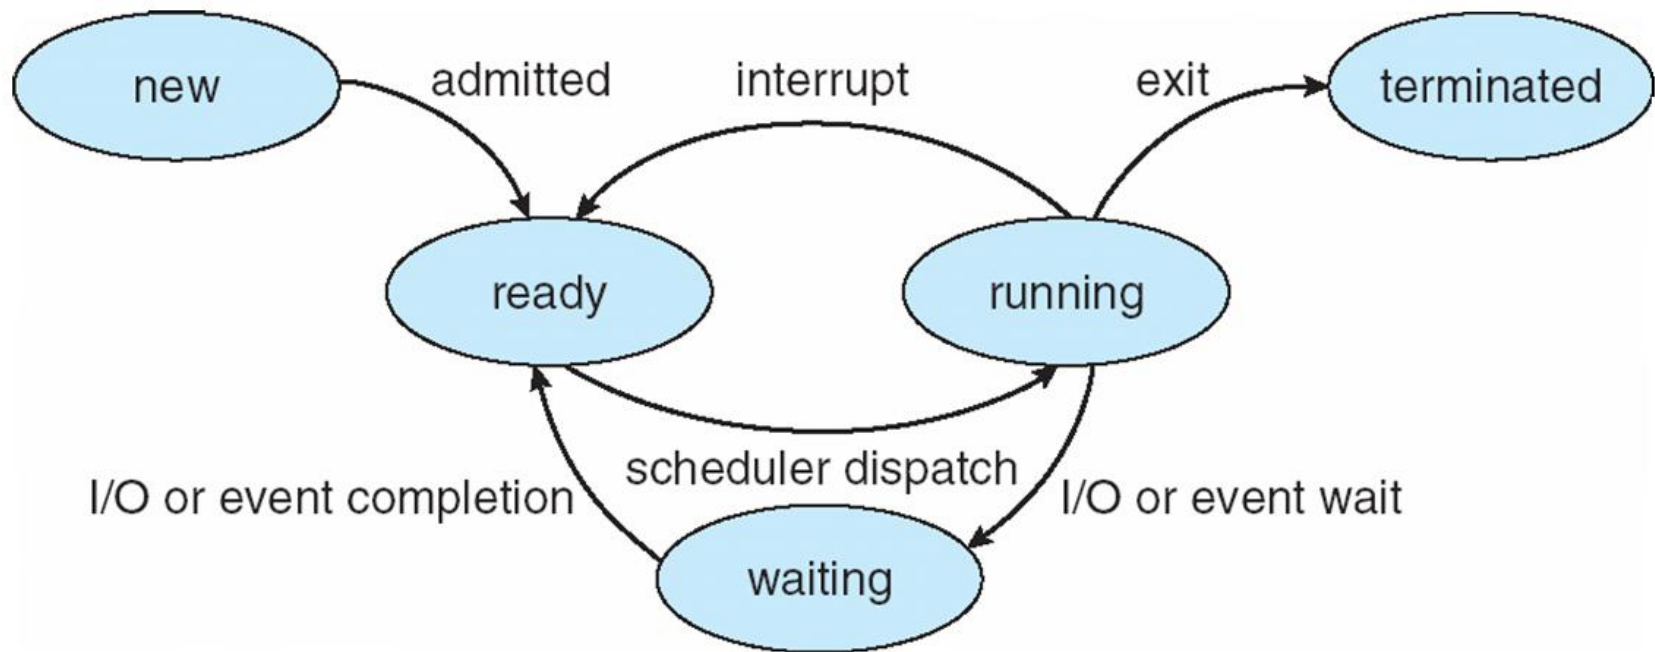 new
admitted
interrupt
exit
terminated
ready
running
scheduler dispatch
I/O or event completion
I/O or event wait
waiting